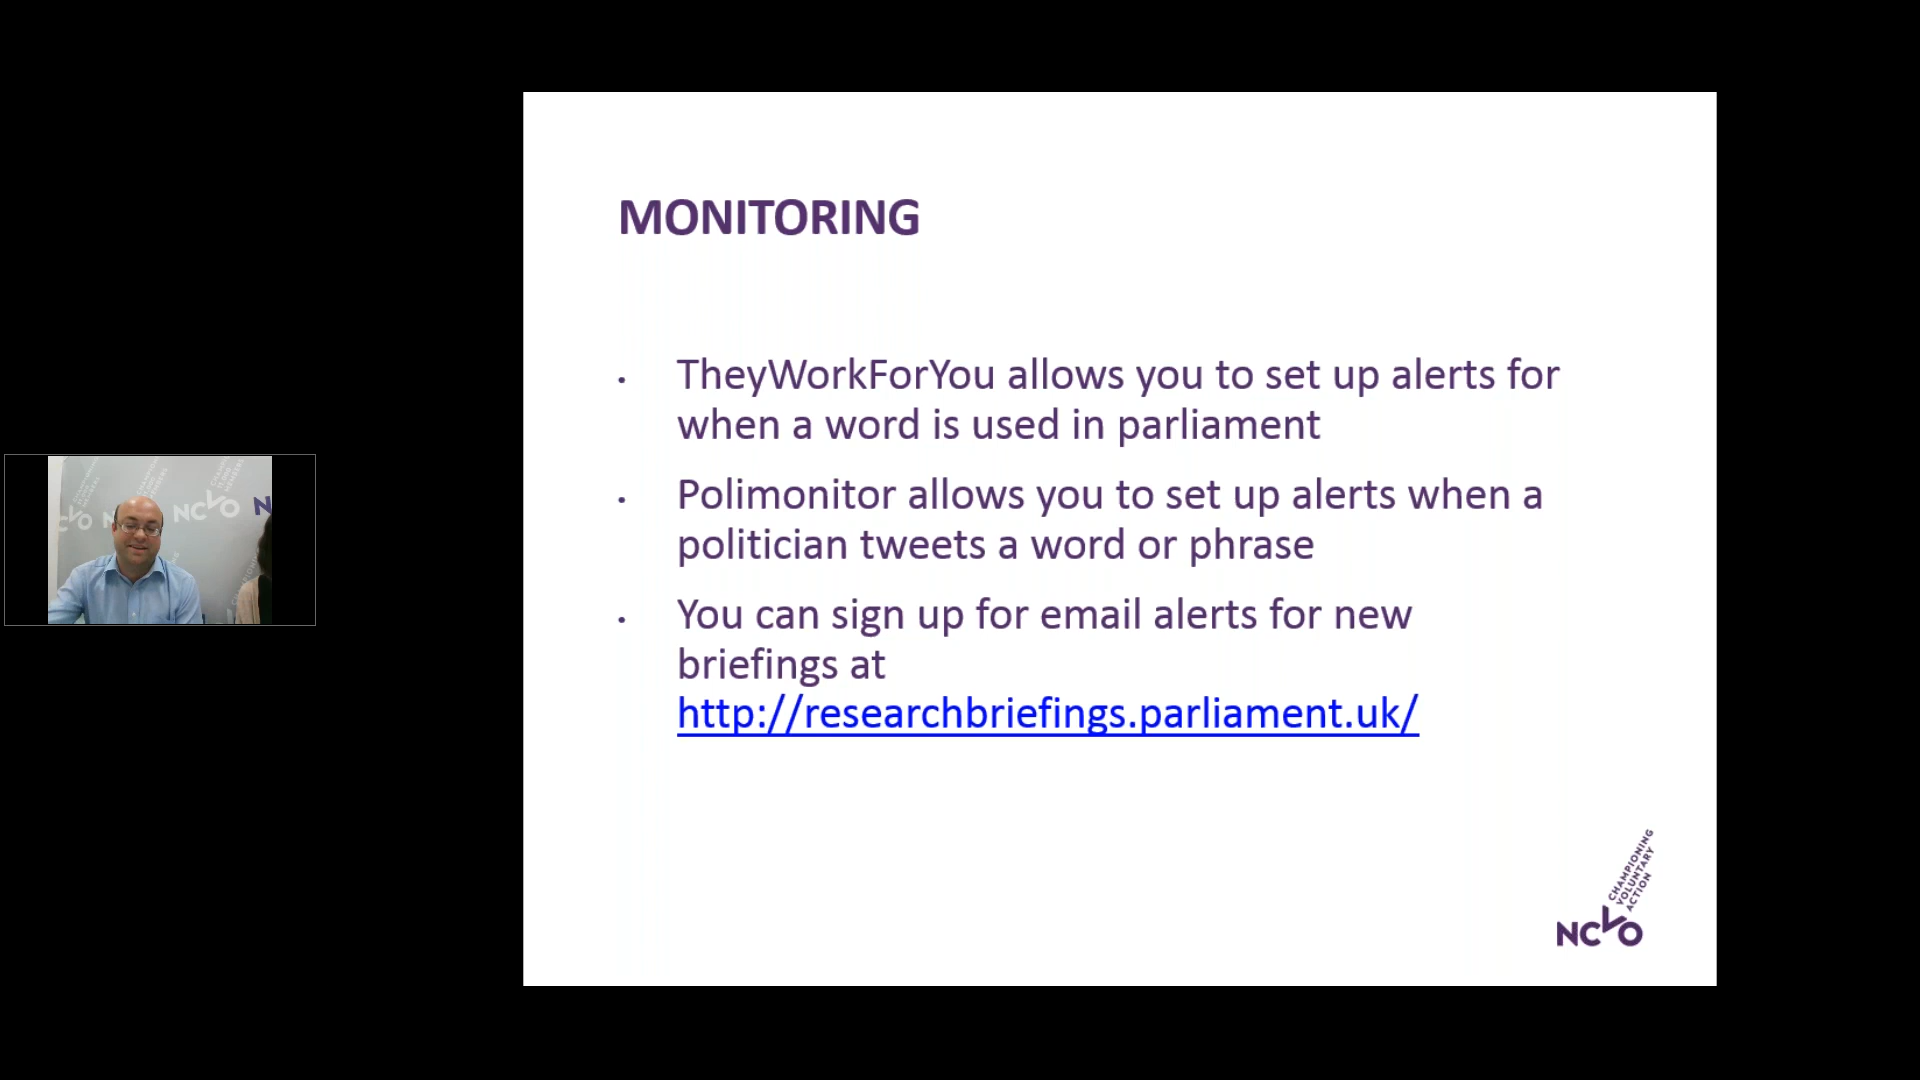 MONITORING
• TheyWorkForYou allows you to set up alerts for
when a word is used in parliament
• Polimonitor allows you to set up alerts when a
politician tweets a word or phrase
• You can sign up for email alerts for new
briefings at
http://researchbriefings.parliament.uk/
CHAMPIONING
VOLUNTARY
ACTION
NCVO
NCVO